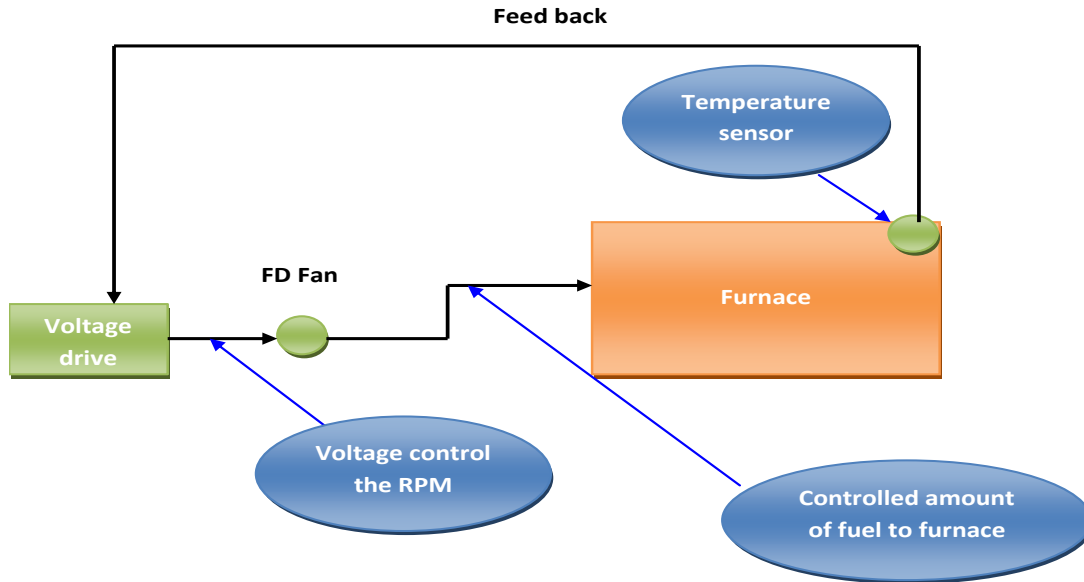 Feed back
Temperature
sensor
FD Fan
Furnace
Voltage
drive
Voltage control
the RPM
Controlled amount
of fuel to furnace